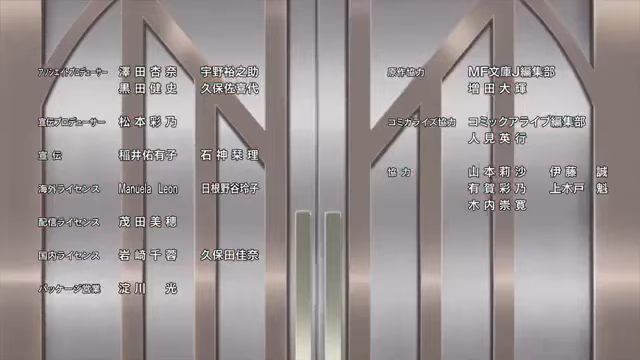 アソシエイトプロデューサー 澤田杏奈 宇野裕之助
黒田健史 久保佐嘉代
宣伝プロデューサー 松本彩乃
宣伝 稲井佑有子 石神栞理
海外ライセンス Manuela Leon 日根野谷玲子
配信ライセンス 茂田美穂
国内ライセンス 岩﨑千蓉 久保田佳奈
パッケージ営業 淀川 光
原作協力 MF文庫J編集部
増田大暉
コミカライズ協力 コミックアライブ編集部
人見英行
協力 山本莉沙 伊藤 誠
有賀彩乃 上木戸 魁
木内崇寛